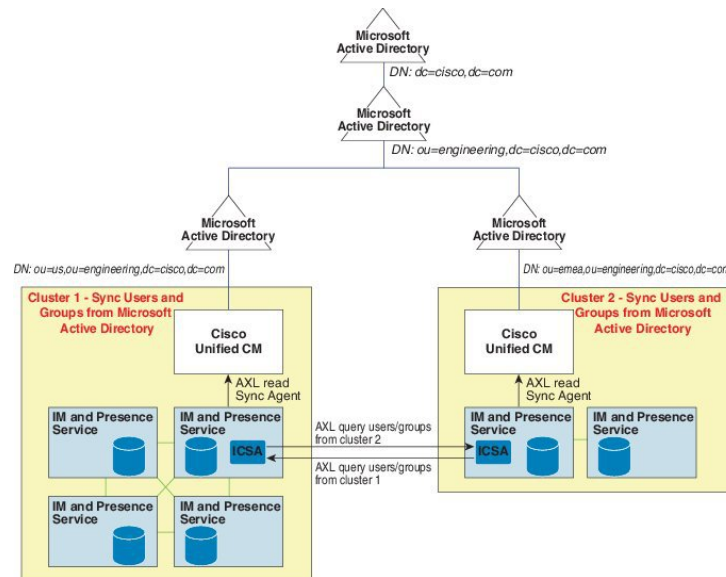 Microsoft
Active Directory
DN: dc=cisco,dc=com
Microsoft
Active Directory
DN: ou=engineering,dc=cisco,dc=com
Microsoft
Active Directory
DN: ou=us,ou=engineering,dc=cisco,dc=com
Microsoft
Active Directory
DN: ou=emea,ou=engineering,dc=cisco,dc=com
Cluster 1 - Sync Users and
Groups from Microsoft
Active Directory
Cisco
Unified CM
AXL read
Sync Agent
IM and Presence
Service
IM and Presence
Service
ICSA
IM and Presence
Service
IM and Presence
Service
AXL query users/groups
from cluster 2
AXL query users/groups
from cluster 1
Cluster 2 - Sync Users and
Groups from Microsoft
Active Directory
Cisco
Unified CM
AXL read
Sync Agent
IM and Presence
Service
ICSA
IM and Presence
Service